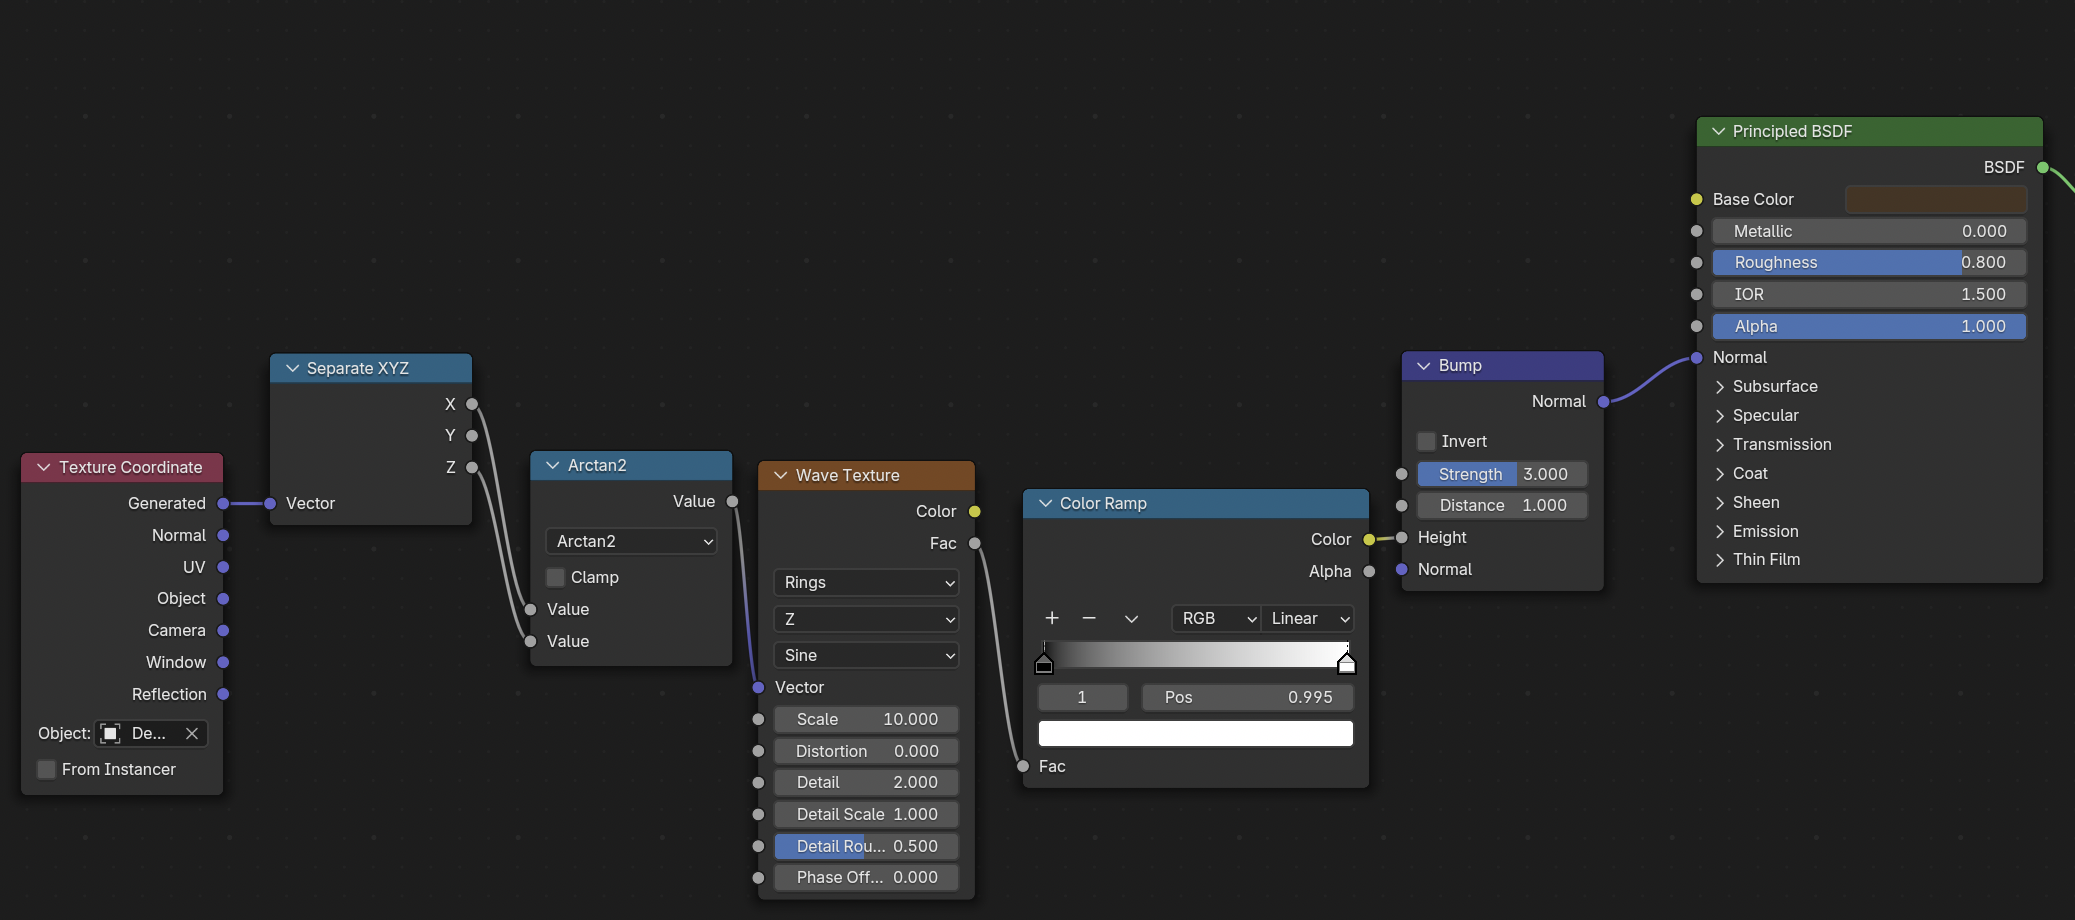 Texture Coordinate
Generated
Normal
UV
Object
Camera
Window
Reflection
Object: De...
From Instancer
Separate XYZ
X
Y
Z
Vector
Arctan2
Value
Arctan2
Clamp
Value
Value
Wave Texture
Color
Fac
Rings
Z
Sine
Vector
Scale 10.000
Distortion 0.000
Detail 2.000
Detail Scale 1.000
Detail Rou... 0.500
Phase Off... 0.000
Color Ramp
Color
Alpha
RGB Linear
1 Pos 0.995
Fac
Bump
Normal
Invert
Strength 3.000
Distance 1.000
Height
Normal
Principled BSDF
BSDF
Base Color
Metallic 0.000
Roughness 0.800
IOR 1.500
Alpha 1.000
Normal
Subsurface
Specular
Transmission
Coat
Sheen
Emission
Thin Film